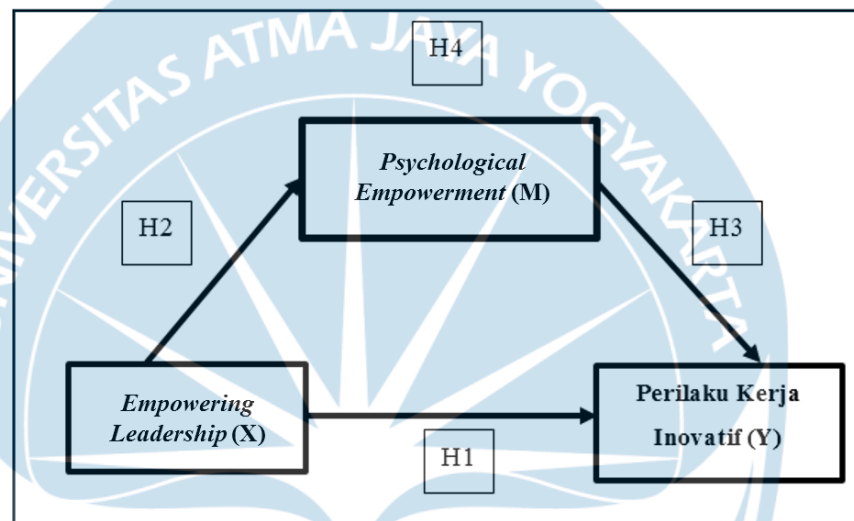 UNIVERSITAS ATMA JAYA YOGYAKARTA
H4
Psychological
Empowerment (M)
H2
H3
Empowering
Leadership (X)
Perilaku Kerja
Inovatif (Y)
H1